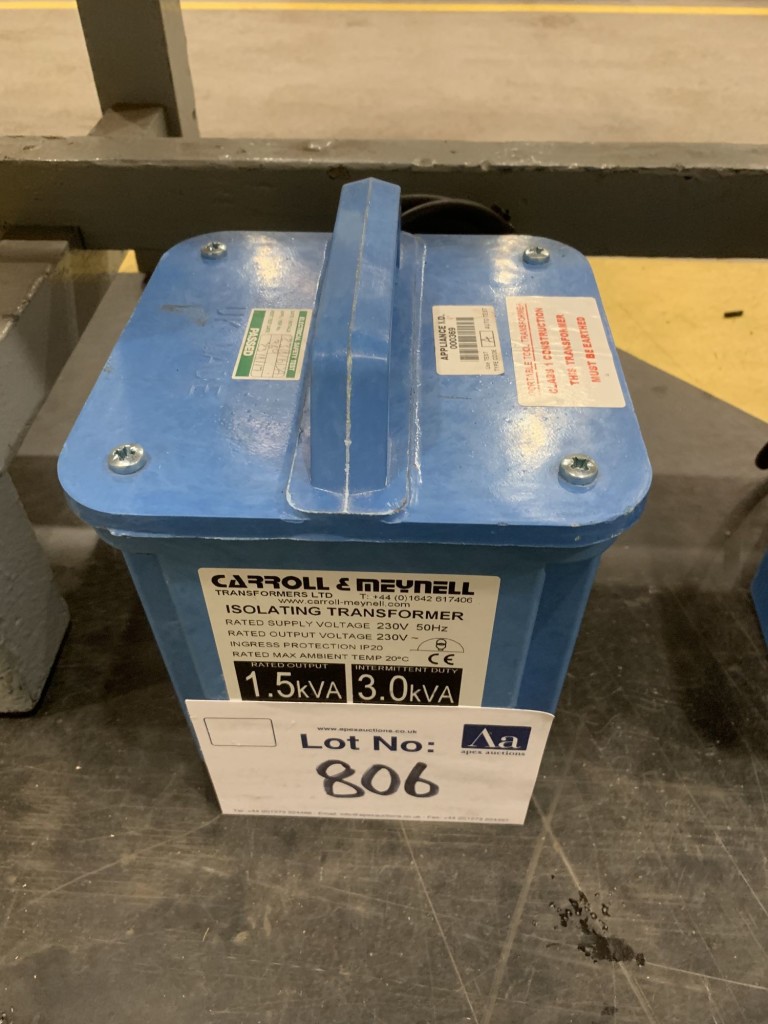 PASSED
APPLIANCE I.D.
000369
PORTABLE TOOL TRANSFORMER
CLASS 1 CONSTRUCTION
THIS TRANSFORMER
MUST BE EARTHED
CARROLL & MEYNELL
TRANSFORMERS LTD T: +44 (0)1642 617406
www.carroll-meynell.com
ISOLATING TRANSFORMER
RATED SUPPLY VOLTAGE 230V 50Hz
RATED OUTPUT VOLTAGE 230V ~
INGRESS PROTECTION IP20
RATED MAX AMBIENT TEMP 20°C CE
RATED OUTPUT INTERMITTENT DUTY
1.5kVA 3.0kVA
www.apexauctions.co.uk
Lot No:
Aa
apex auctions
806